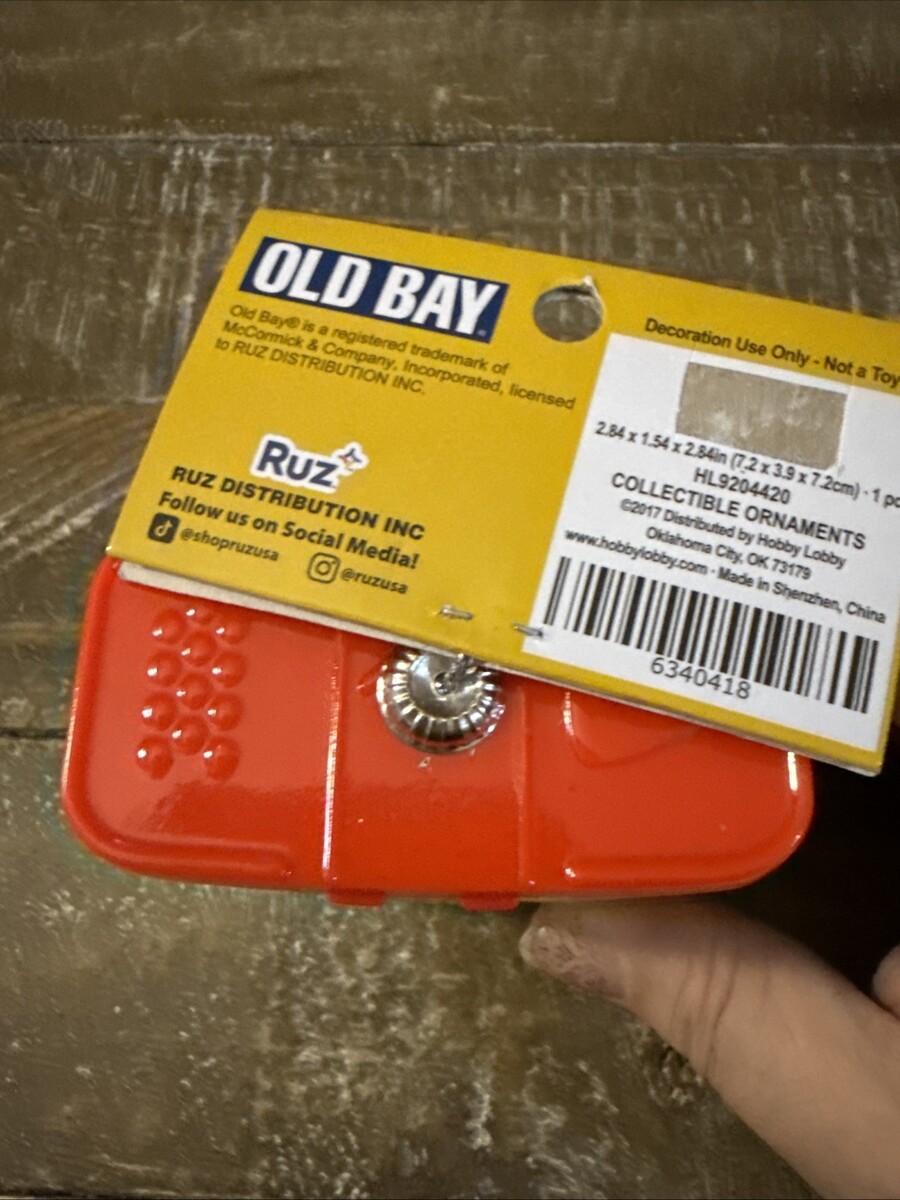 OLD BAY
Old Bay® is a registered trademark of
McCormick & Company, Incorporated, licensed
to RUZ DISTRIBUTION INC.
Ruz
RUZ DISTRIBUTION INC
Follow us on Social Media!
@shopruzusa
@ruzusa
Decoration Use Only - Not a Toy
2.84 x 1.54 x 2.84in (7.2 x 3.9 x 7.2cm) · 1 pc
HL9204420
COLLECTIBLE ORNAMENTS
©2017 Distributed by Hobby Lobby
Oklahoma City, OK 73179
www.hobbylobby.com · Made in Shenzhen, China
6340418